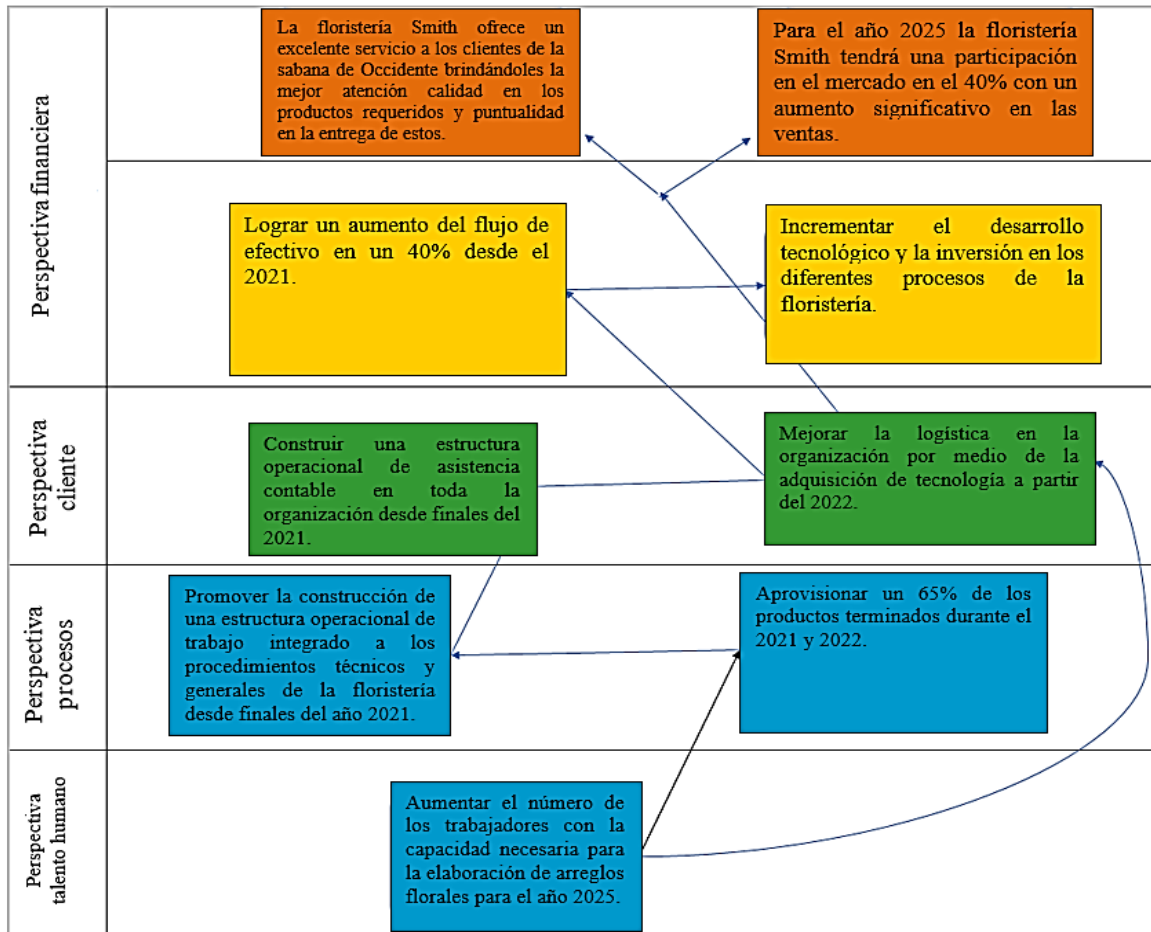 La floristería Smith ofrece un
excelente servicio a los clientes de la
sabana de Occidente brindándoles la
mejor atención calidad en los
productos requeridos y puntualidad
en la entrega de estos.
Para el año 2025 la floristería
Smith tendrá una participación
en el mercado en el 40% con un
aumento significativo en las
ventas.
Perspectiva financiera
Lograr un aumento del flujo de
efectivo en un 40% desde el
2021.
Incrementar el desarrollo
tecnológico y la inversión en los
diferentes procesos de la
floristería.
Perspectiva
cliente
Construir una estructura
operacional de asistencia
contable en toda la
organización desde finales del
2021.
Mejorar la logística en la
organización por medio de la
adquisición de tecnología a partir
del 2022.
Perspectiva
procesos
Promover la construcción de
una estructura operacional de
trabajo integrado a los
procedimientos técnicos y
generales de la floristería
desde finales del año 2021.
Aprovisionar un 65% de los
productos terminados durante el
2021 y 2022.
Perspectiva
talento humano
Aumentar el número de
los trabajadores con la
capacidad necesaria para
la elaboración de arreglos
florales para el año 2025.